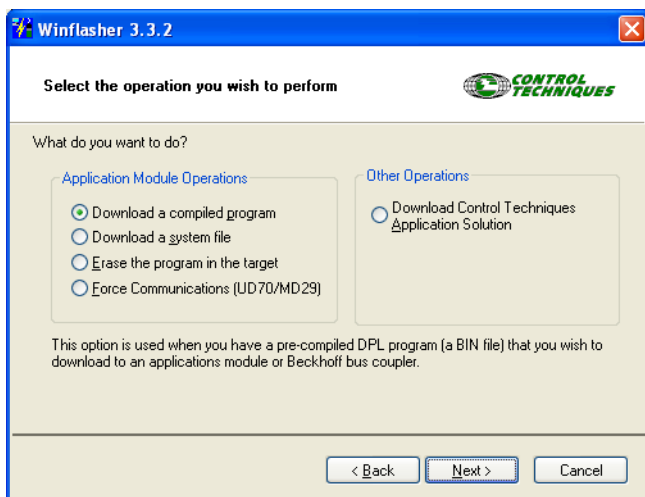 Winflasher 3.3.2
Select the operation you wish to perform
CONTROL
TECHNIQUES
What do you want to do?
Application Module Operations
Download a compiled program
Download a system file
Erase the program in the target
Force Communications (UD70/MD29)
Other Operations
Download Control Techniques
Application Solution
This option is used when you have a pre-compiled DPL program (a BIN file) that you wish to
download to an applications module or Beckhoff bus coupler.
< Back
Next >
Cancel